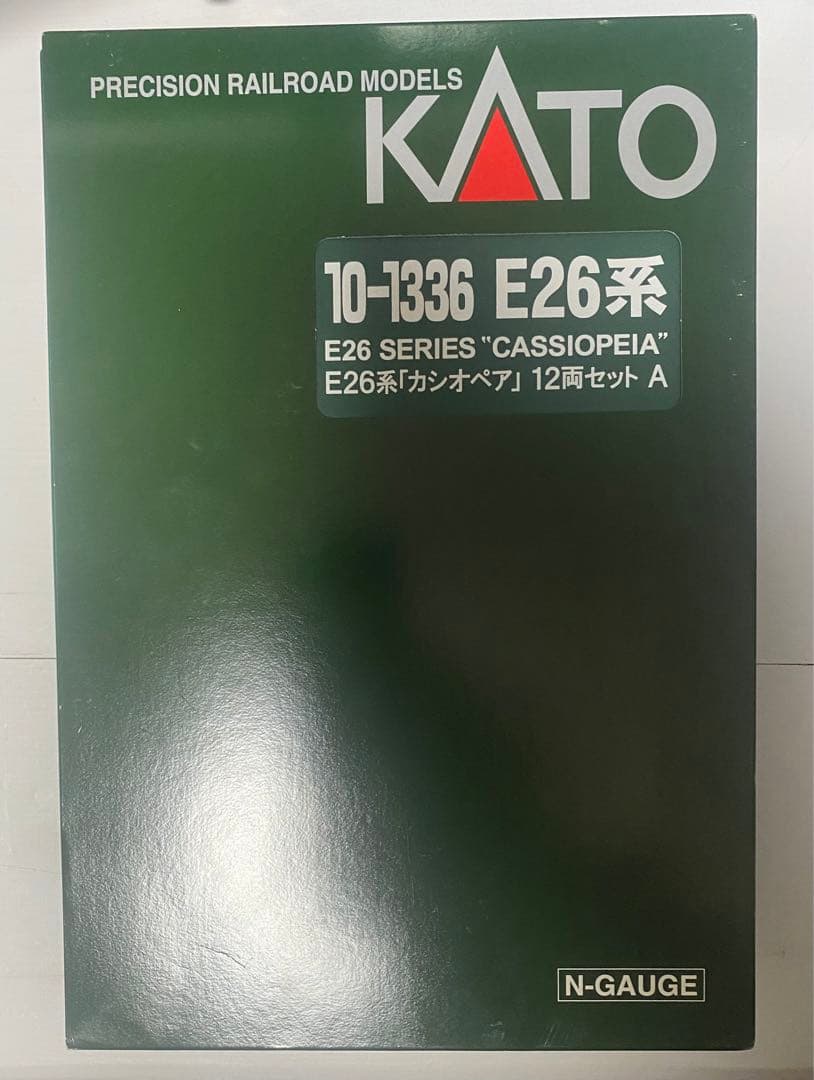 PRECISION RAILROAD MODELS
KATO
10-1336 E26系
E26 SERIES "CASSIOPEIA"
E26系「カシオペア」 12両セット A
N-GAUGE